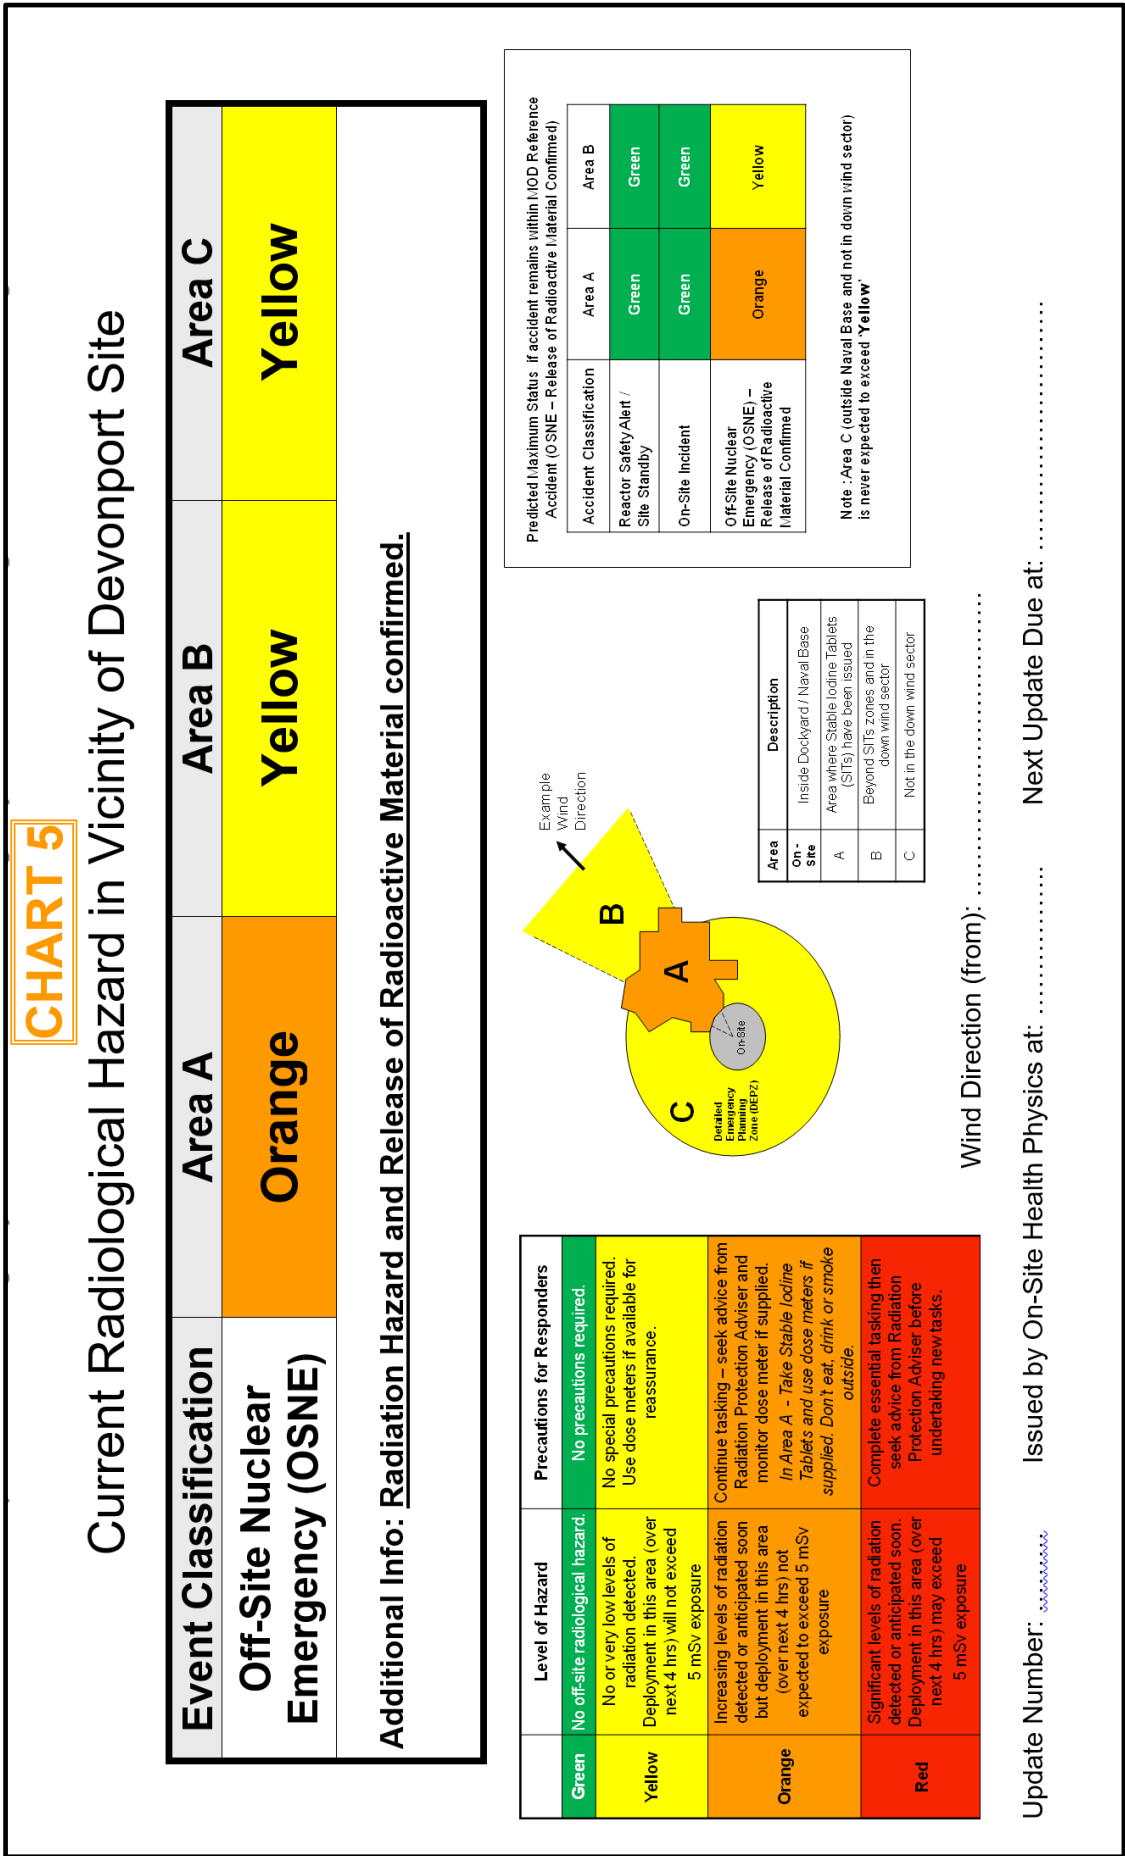 CHART 5
Current Radiological Hazard in Vicinity of Devonport Site
Event Classification
Area A
Area B
Area C
Off-Site Nuclear
Emergency (OSNE)
Orange
Yellow
Yellow
Additional Info: Radiation Hazard and Release of Radioactive Material confirmed.
Level of Hazard
Precautions for Responders
Green
No off-site radiological hazard.
No precautions required.
Yellow
No or very low levels of
radiation detected.
Deployment in this area (over
next 4 hrs) will not exceed
5 mSv exposure
No special precautions required.
Use dose meters if available for
reassurance.
Orange
Increasing levels of radiation
detected or anticipated soon
but deployment in this area
(over next 4 hrs) not
expected to exceed 5 mSv
exposure
Continue tasking – seek advice from
Radiation Protection Adviser and
monitor dose meter if supplied.
In Area A - Take Stable Iodine
Tablets and use dose meters if
supplied. Don't eat, drink or smoke
outside.
Red
Significant levels of radiation
detected or anticipated soon.
Deployment in this area (over
next 4 hrs) may exceed
5 mSv exposure
Complete essential tasking then
seek advice from Radiation
Protection Adviser before
undertaking new tasks.
C
Detailed
Emergency
Planning
Zone (DEPZ)
On-Site
A
B
Example
Wind
Direction
Area
Description
On -
Site
Inside Dockyard / Naval Base
A
Area where Stable Iodine Tablets
(SITs) have been issued
B
Beyond SITs zones and in the
down wind sector
C
Not in the down wind sector
Predicted Maximum Status if accident remains within MOD Reference
Accident (OSNE – Release of Radioactive Material Confirmed)
Accident Classification
Area A
Area B
Reactor Safety Alert /
Site Standby
Green
Green
On-Site Incident
Green
Green
Off-Site Nuclear
Emergency (OSNE) –
Release of Radioactive
Material Confirmed
Orange
Yellow
Note : Area C (outside Naval Base and not in down wind sector)
is never expected to exceed 'Yellow'
Wind Direction (from): ........................................
Update Number: ..........
Issued by On-Site Health Physics at: ....................
Next Update Due at: .................................